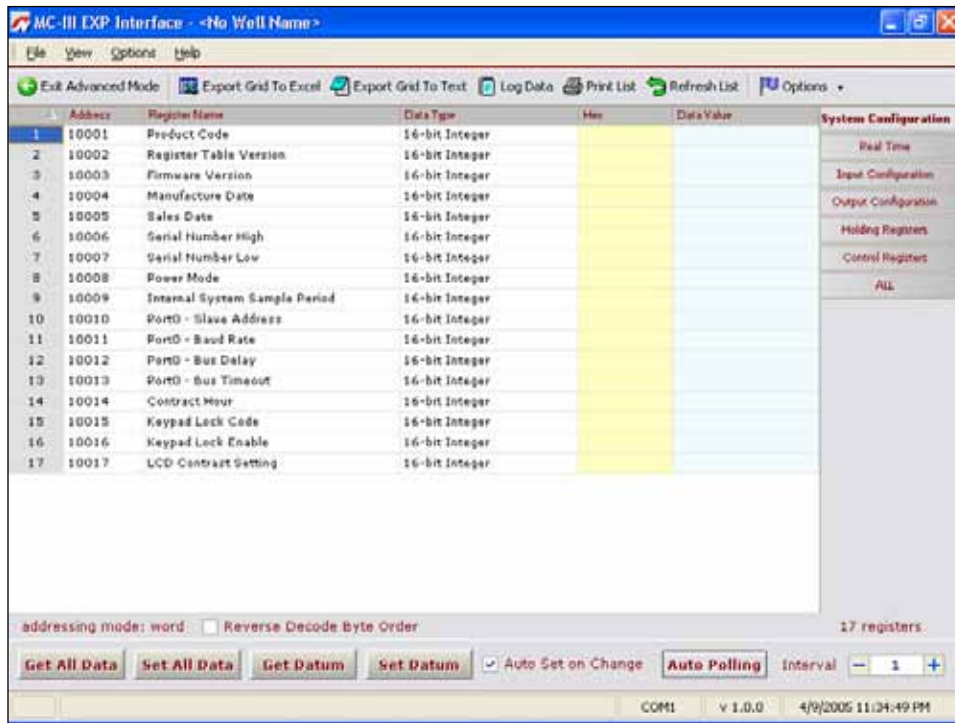 MC-III EXP Interface - <No Well Name>
File View Options Help
Exit Advanced Mode Export Grid To Excel Export Grid To Text Log Data Print List Refresh List Options
Address Register Name Data Type Hex Data Value
1 10001 Product Code 16-bit Integer
2 10002 Register Table Version 16-bit Integer
3 10003 Firmware Version 16-bit Integer
4 10004 Manufacture Date 16-bit Integer
5 10005 Sales Date 16-bit Integer
6 10006 Serial Number High 16-bit Integer
7 10007 Serial Number Low 16-bit Integer
8 10008 Power Mode 16-bit Integer
9 10009 Internal System Sample Period 16-bit Integer
10 10010 Port0 - Slave Address 16-bit Integer
11 10011 Port0 - Baud Rate 16-bit Integer
12 10012 Port0 - Bus Delay 16-bit Integer
13 10013 Port0 - Bus Timeout 16-bit Integer
14 10014 Contract Hour 16-bit Integer
15 10015 Keypad Lock Code 16-bit Integer
16 10016 Keypad Lock Enable 16-bit Integer
17 10017 LCD Contrast Setting 16-bit Integer
System Configuration
Real Time
Input Configuration
Output Configuration
Holding Registers
Control Registers
ALL
addressing mode: word Reverse Decode Byte Order 17 registers
Get All Data Set All Data Get Datum Set Datum Auto Set on Change Auto Polling Interval - 1 +
COM1 v 1.0.0 4/9/2005 11:34:49 PM